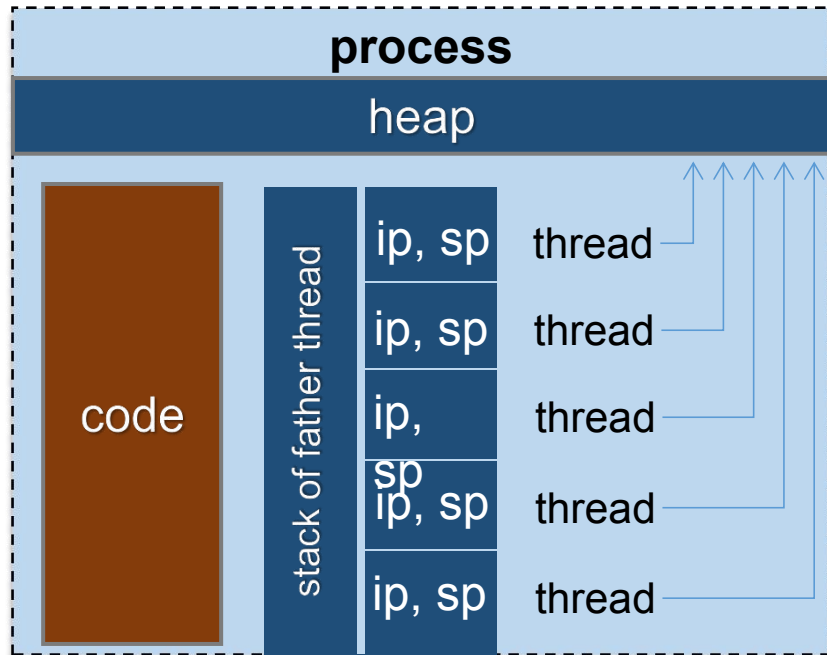 process
heap
code
stack of father thread
ip, sp
thread
ip, sp
thread
ip,
sp
thread
ip, sp
thread
ip, sp
thread